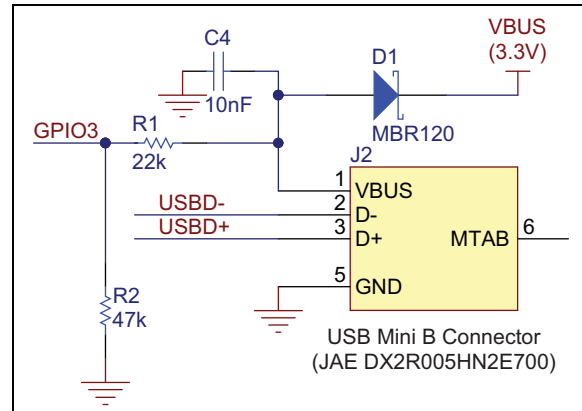 VBUS
(3.3V)
C4
10nF
D1
MBR120
GPIO3
R1
22k
J2
1
VBUS
USBD-
2
D-
USBD+
3
D+
MTAB
6
5
GND
R2
47k
USB Mini B Connector
(JAE DX2R005HN2E700)